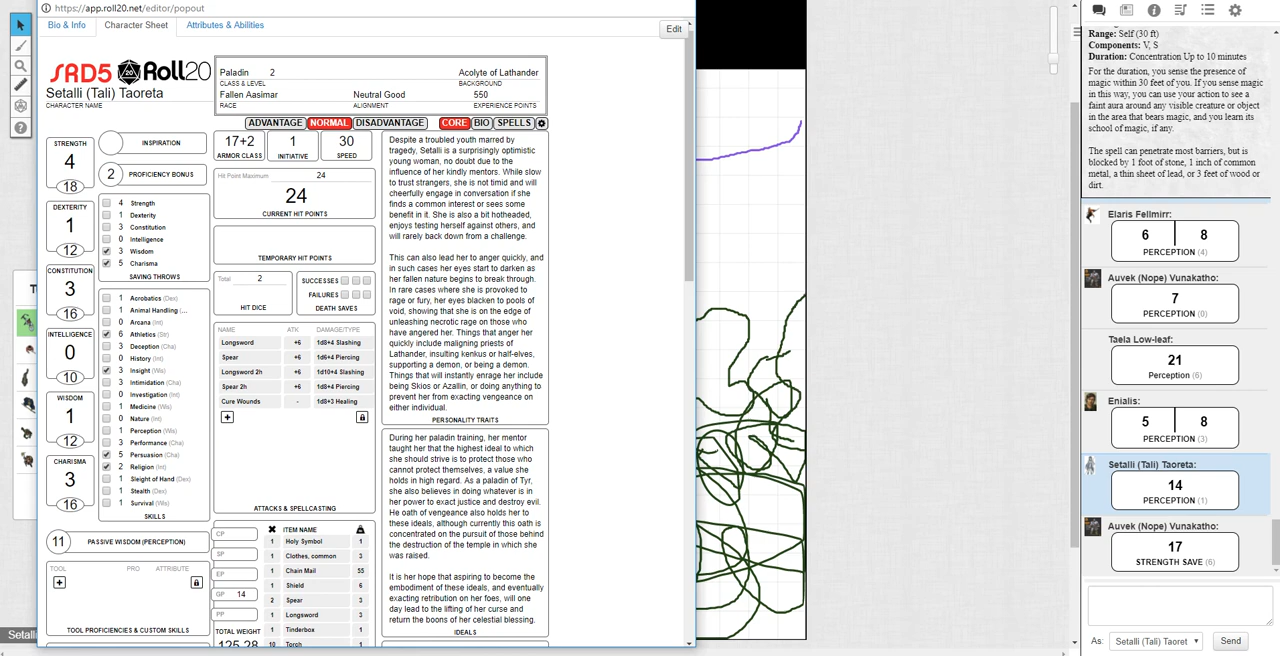 https://app.roll20.net/editor/popout
Bio & Info
Character Sheet
Attributes & Abilities
Edit
SRD5 Roll20
Setalli (Tali) Taoreta
CHARACTER NAME
Paladin 2
Acolyte of Lathander
CLASS & LEVEL
BACKGROUND
Fallen Aasimar
Neutral Good
550
RACE
ALIGNMENT
EXPERIENCE POINTS
ADVANTAGE
NORMAL
DISADVANTAGE
CORE
BIO
SPELLS
STRENGTH
4
18
DEXTERITY
1
12
CONSTITUTION
3
16
INTELLIGENCE
0
10
WISDOM
1
12
CHARISMA
3
16
INSPIRATION
2
PROFICIENCY BONUS
4 Strength
1 Dexterity
3 Constitution
0 Intelligence
3 Wisdom
5 Charisma
SAVING THROWS
1 Acrobatics (Dex)
1 Animal Handling (...
0 Arcana (Int)
6 Athletics (Str)
3 Deception (Cha)
0 History (Int)
3 Insight (Wis)
3 Intimidation (Cha)
0 Investigation (Int)
1 Medicine (Wis)
0 Nature (Int)
1 Perception (Wis)
3 Performance (Cha)
5 Persuasion (Cha)
2 Religion (Int)
1 Sleight of Hand (Dex)
1 Stealth (Dex)
1 Survival (Wis)
SKILLS
11
PASSIVE WISDOM (PERCEPTION)
TOOL
PRO
ATTRIBUTE
TOOL PROFICIENCIES & CUSTOM SKILLS
17+2
ARMOR CLASS
1
INITIATIVE
30
SPEED
Hit Point Maximum
24
24
CURRENT HIT POINTS
TEMPORARY HIT POINTS
Total
2
HIT DICE
SUCCESSES
FAILURES
DEATH SAVES
NAME
ATK
DAMAGE/TYPE
Longsword +6 1d8+4 Slashing
Spear +6 1d6+4 Piercing
Longsword 2h +6 1d10+4 Slashing
Spear 2h +6 1d8+4 Piercing
Cure Wounds - 1d8+3 Healing
ATTACKS & SPELLCASTING
CP
SP
EP
GP 14
PP
TOTAL WEIGHT
125.28
ITEM NAME
1 Holy Symbol 1
1 Clothes, common 3
1 Chain Mail 55
1 Shield 6
2 Spear 3
1 Longsword 3
1 Tinderbox 1
10 Torch 1
Despite a troubled youth marred by
tragedy, Setalli is a surprisingly optimistic
young woman, no doubt due to the
influence of her kindly mentors. While slow
to trust strangers, she is not timid and will
cheerfully engage in conversation if she
finds a common interest or sees some
benefit in it. She is also a bit hotheaded,
enjoys testing herself against others, and
will rarely back down from a challenge.
This can also lead her to anger quickly, and
in such cases her eyes start to darken as
her fallen nature begins to break through.
In rare cases where she is provoked to
rage or fury, her eyes blacken to pools of
void, showing that she is on the edge of
unleashing necrotic rage on those who
have angered her. Things that anger her
quickly include maligning priests of
Lathander, insulting kenkus or half-elves,
supporting a demon, or being a demon.
Things that will instantly enrage her include
being Skios or Azallin, or doing anything to
prevent her from exacting vengeance on
either individual.
PERSONALITY TRAITS
During her paladin training, her mentor
taught her that the highest ideal to which
she should strive is to protect those who
cannot protect themselves, a value she
holds in high regard. As a paladin of Tyr,
she also believes in doing whatever is in
her power to exact justice and destroy evil.
He oath of vengeance also holds her to
these ideals, although currently this oath is
concentrated on the pursuit of those behind
the destruction of the temple in which she
was raised.
It is her hope that aspiring to become the
embodiment of these ideals, and eventually
exacting retribution on her foes, will one
day lead to the lifting of her curse and
return the boons of her celestial blessing.
IDEALS
Setalli
Range: Self (30 ft)
Components: V, S
Duration: Concentration Up to 10 minutes
For the duration, you sense the presence of
magic within 30 feet of you. If you sense
magic in this way, you can use your action to see a
faint aura around any visible creature or object
in the area that bears magic, and you learn its
school of magic, if any.
The spell can penetrate most barriers, but is
blocked by 1 foot of stone, 1 inch of common
metal, a thin sheet of lead, or 3 feet of wood or
dirt.
Elaris Fellmirr:
6 8
PERCEPTION (4)
Auvek (Nope) Vunakatho:
7
PERCEPTION (0)
Taela Low-leaf:
21
Perception (6)
Enialis:
5 8
PERCEPTION (3)
Setalli (Tali) Taoreta:
14
PERCEPTION (1)
Auvek (Nope) Vunakatho:
17
STRENGTH SAVE (6)
As:
Setalli (Tali) Taoret
Send